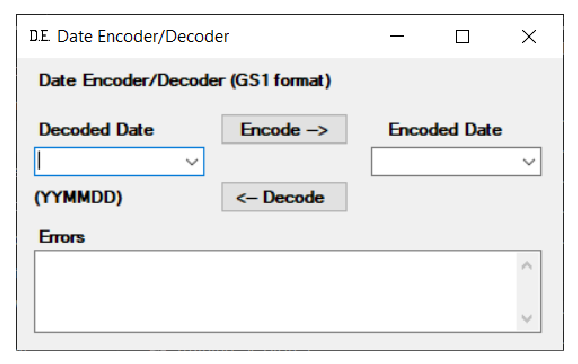 D.E. Date Encoder/Decoder
Date Encoder/Decoder (GS1 format)
Decoded Date
Encode -->
Encoded Date
(YYMMDD)
<-- Decode
Errors